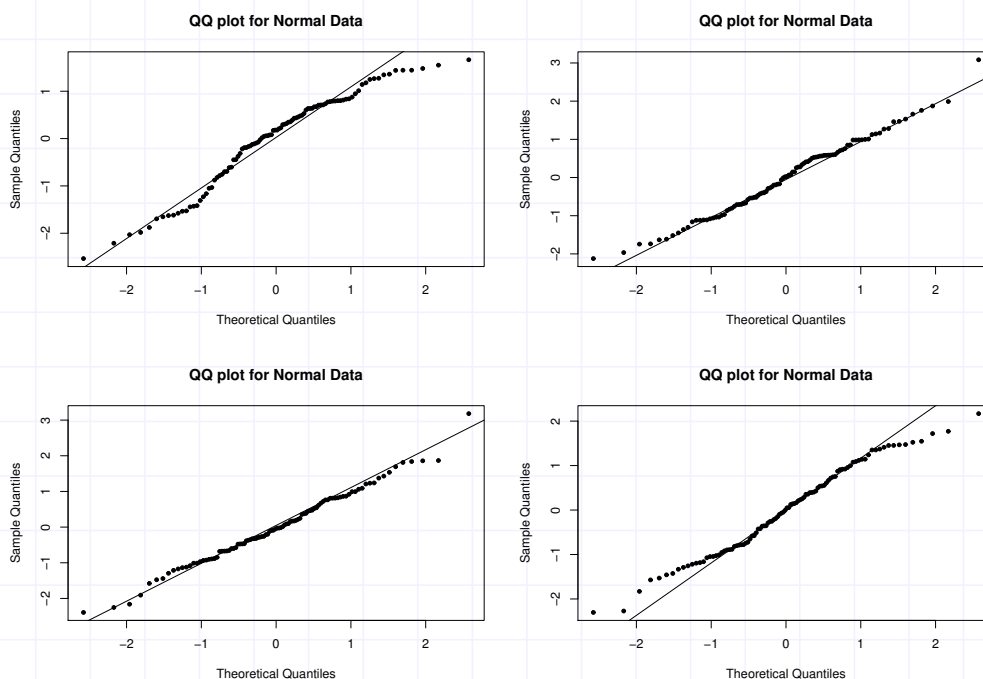 QQ plot for Normal Data
Sample Quantiles
1
0
−1
−2
−2 −1 0 1 2
Theoretical Quantiles
QQ plot for Normal Data
Sample Quantiles
3
2
1
0
−1
−2
−2 −1 0 1 2
Theoretical Quantiles
QQ plot for Normal Data
Sample Quantiles
3
2
1
0
−1
−2
−2 −1 0 1 2
Theoretical Quantiles
QQ plot for Normal Data
Sample Quantiles
2
1
0
−1
−2
−2 −1 0 1 2
Theoretical Quantiles